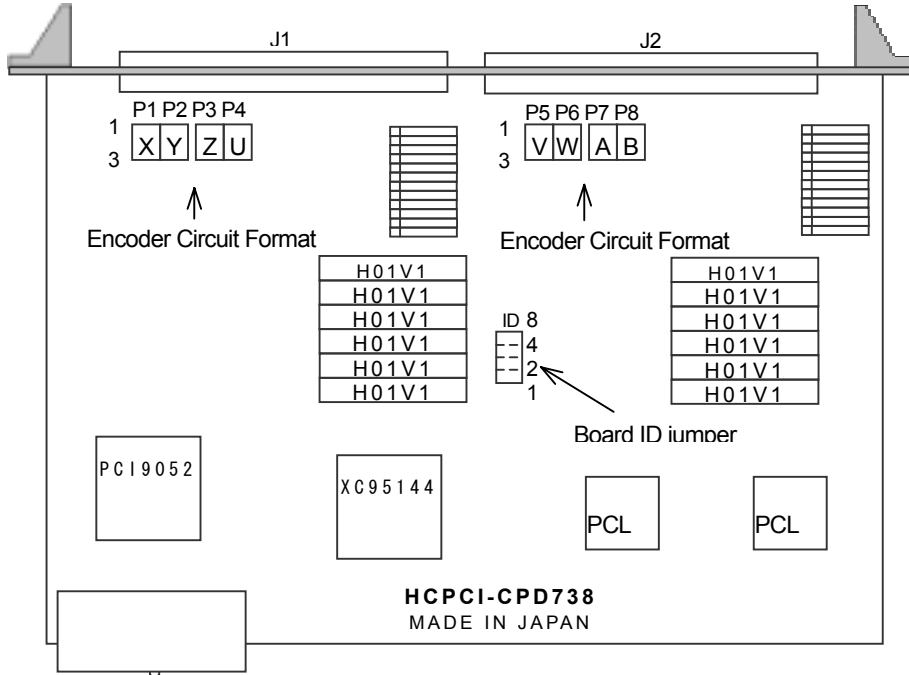 J1 J2
P1 P2 P3 P4 P5 P6 P7 P8
1 1
X Y Z U V W A B
3 3
Encoder Circuit Format Encoder Circuit Format
H01V1 H01V1
H01V1 H01V1
H01V1 H01V1
H01V1 H01V1
H01V1 H01V1
H01V1 H01V1
ID 8
4
2
1
Board ID jumper
PCI9052
XC95144
PCL PCL
HCPCI-CPD738
MADE IN JAPAN